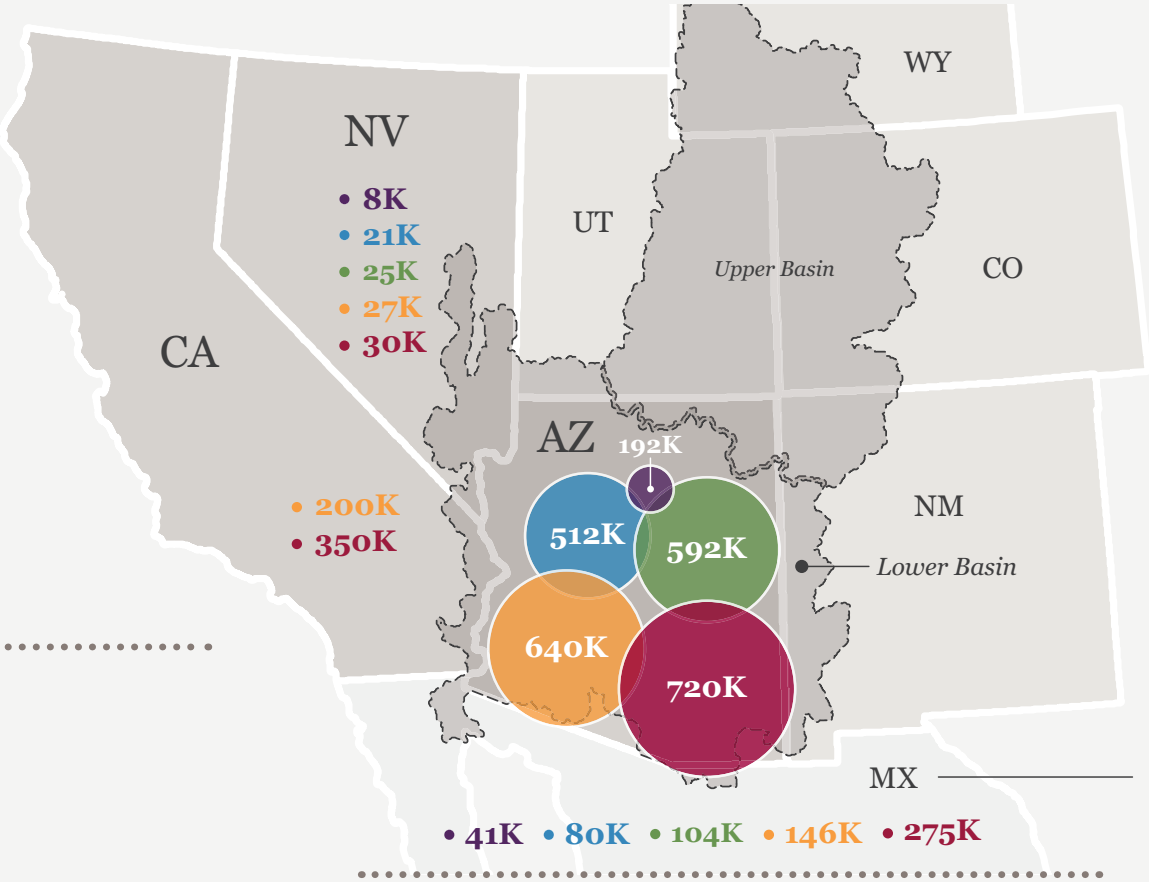 WY
NV
8K
UT
21K
Upper Basin
CO
25K
27K
30K
CA
AZ
192K
200K
NM
350K
512K
592K
Lower Basin
640K
720K
MX
41K 80K 104K 146K 275K